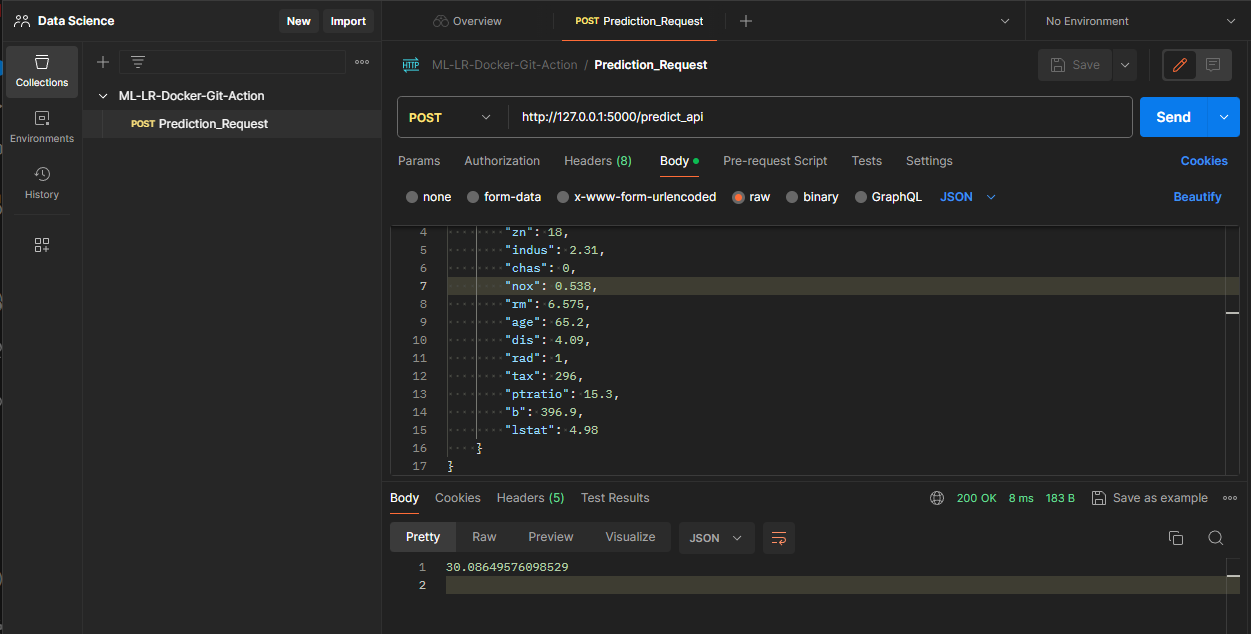 Data Science New Import Overview POST Prediction_Request No Environment
Collections
Environments
History
ML-LR-Docker-Git-Action
POST Prediction_Request
HTTP ML-LR-Docker-Git-Action / Prediction_Request Save
POST http://127.0.0.1:5000/predict_api Send
Params Authorization Headers (8) Body Pre-request Script Tests Settings Cookies
none form-data x-www-form-urlencoded raw binary GraphQL JSON Beautify
4 "zn": 18,
5 "indus": 2.31,
6 "chas": 0,
7 "nox": 0.538,
8 "rm": 6.575,
9 "age": 65.2,
10 "dis": 4.09,
11 "rad": 1,
12 "tax": 296,
13 "ptratio": 15.3,
14 "b": 396.9,
15 "lstat": 4.98
16 }
17 }
Body Cookies Headers (5) Test Results 200 OK 8 ms 183 B Save as example
Pretty Raw Preview Visualize JSON
1 30.08649576098529
2